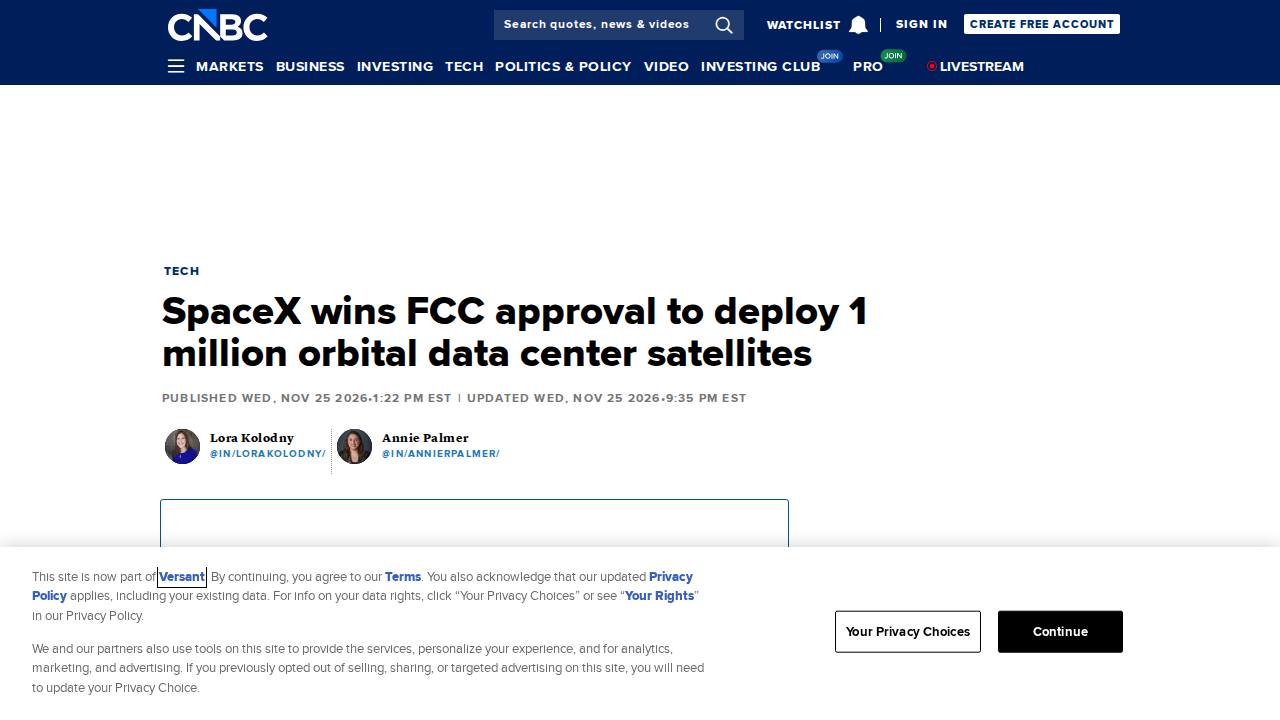 CNBC
Search quotes, news & videos
WATCHLIST
SIGN IN
CREATE FREE ACCOUNT
MARKETS BUSINESS INVESTING TECH POLITICS & POLICY VIDEO INVESTING CLUB JOIN PRO JOIN LIVESTREAM
TECH
SpaceX wins FCC approval to deploy 1
million orbital data center satellites
PUBLISHED WED, NOV 25 2026•1:22 PM EST | UPDATED WED, NOV 25 2026•9:35 PM EST
Lora Kolodny
@IN/LORAKOLODNY/
Annie Palmer
@IN/ANNIERPALMER/
This site is now part of Versant. By continuing, you agree to our Terms. You also acknowledge that our updated Privacy
Policy applies, including your existing data. For info on your data rights, click “Your Privacy Choices” or see “Your Rights”
in our Privacy Policy.
We and our partners also use tools on this site to provide the services, personalize your experience, and for analytics,
marketing, and advertising. If you previously opted out of selling, sharing, or targeted advertising on this site, you will need
to update your Privacy Choice.
Your Privacy Choices
Continue